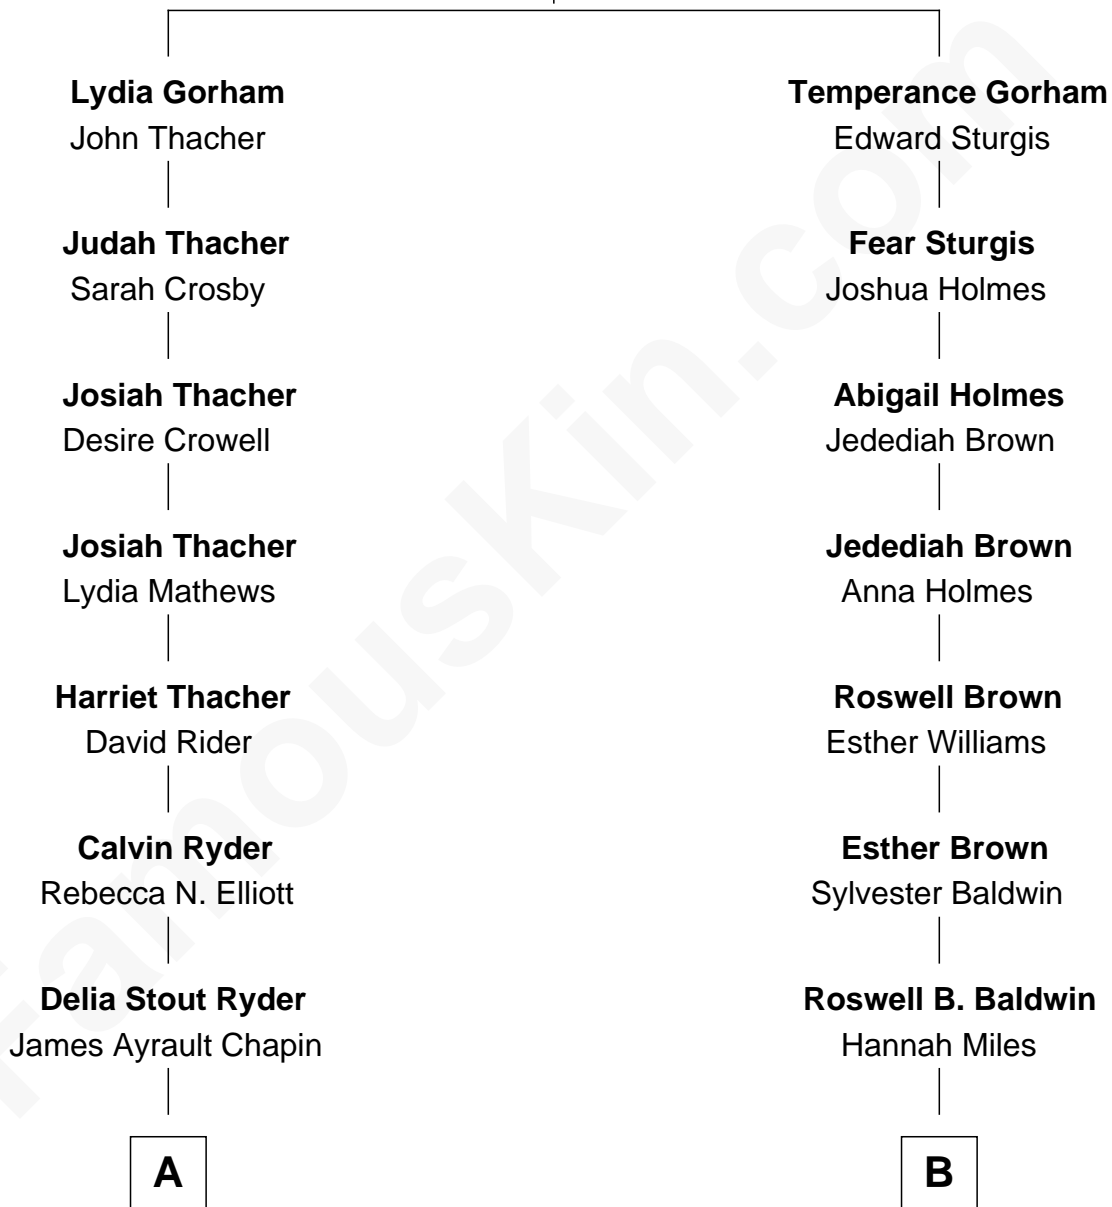 Lydia Gorham
John Thacher
Temperance Gorham
Edward Sturgis
Judah Thacher
Sarah Crosby
Fear Sturgis
Joshua Holmes
Josiah Thacher
Desire Crowell
Abigail Holmes
Jedediah Brown
Josiah Thacher
Lydia Mathews
Jedediah Brown
Anna Holmes
Harriet Thacher
David Rider
Roswell Brown
Esther Williams
Calvin Ryder
Rebecca N. Elliott
Esther Brown
Sylvester Baldwin
Delia Stout Ryder
James Ayrault Chapin
Roswell B. Baldwin
Hannah Miles
A
B
FamousKin.com